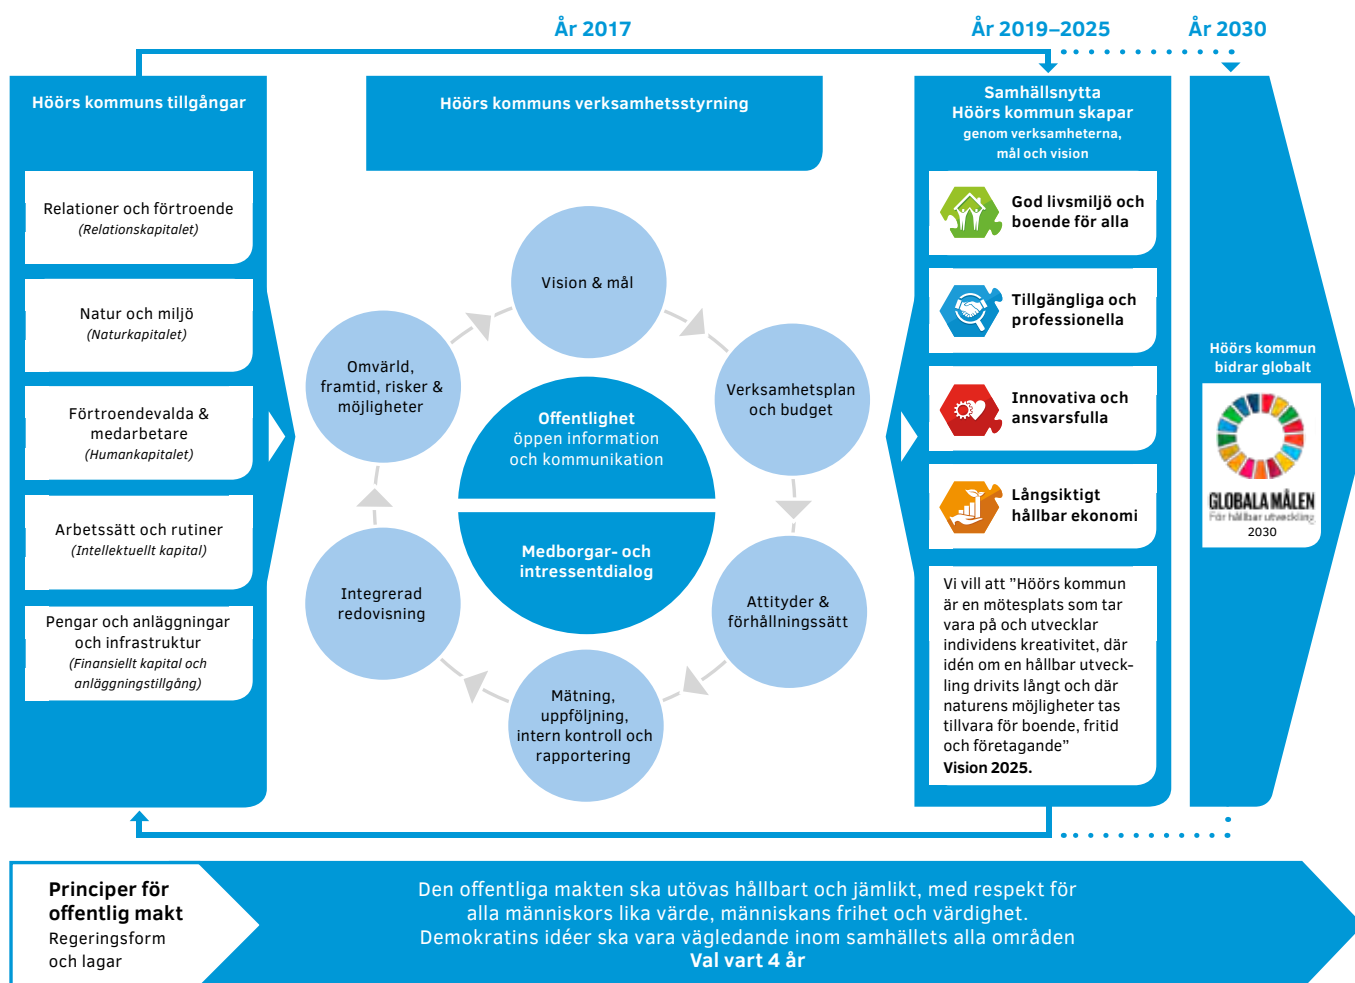 År 2017
År 2019–2025
År 2030
Höörs kommuns tillgångar
Relationer och förtroende
(Relationskapitalet)
Natur och miljö
(Naturkapitalet)
Förtroendevalda &
medarbetare
(Humankapitalet)
Arbetssätt och rutiner
(Intellektuellt kapital)
Pengar och anläggningar
och infrastruktur
(Finansiellt kapital och
anläggningstillgång)
Höörs kommuns verksamhetsstyrning
Vision & mål
Verksamhetsplan
och budget
Attityder &
förhållningssätt
Mätning,
uppföljning,
intern kontroll och
rapportering
Integrerad
redovisning
Omvärld,
framtid, risker &
möjligheter
Offentlighet
öppen information
och kommunikation
Medborgar- och
intressentdialog
Samhällsnytta
Höörs kommun skapar
genom verksamheterna,
mål och vision
God livsmiljö och
boende för alla
Tillgängliga och
professionella
Innovativa och
ansvarsfulla
Långsiktigt
hållbar ekonomi
Vi vill att ”Höörs kommun
är en mötesplats som tar
vara på och utvecklar
individens kreativitet, där
idén om en hållbar utveck-
ling drivits långt och där
naturens möjligheter tas
tillvara för boende, fritid
och företagande”
Vision 2025.
Höörs kommun
bidrar globalt
GLOBALA MÅLEN
För hållbar utveckling
2030
Principer för
offentlig makt
Regeringsform
och lagar
Den offentliga makten ska utövas hållbart och jämlikt, med respekt för
alla människors lika värde, människans frihet och värdighet.
Demokratins idéer ska vara vägledande inom samhällets alla områden
Val vart 4 år